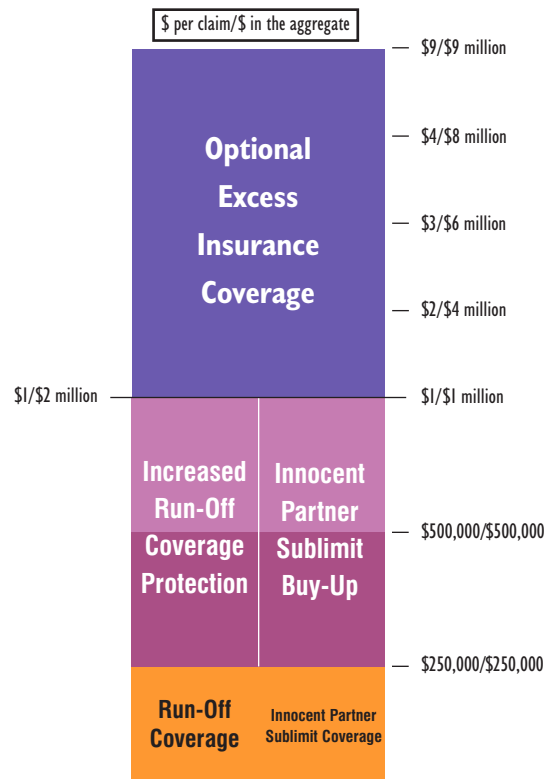 $ per claim/$ in the aggregate
$9/$9 million
$4/$8 million
Optional
Excess
Insurance
Coverage
$3/$6 million
$2/$4 million
$1/$2 million
$1/$1 million
Increased
Run-Off
Coverage
Protection
Innocent
Partner
Sublimit
Buy-Up
$500,000/$500,000
$250,000/$250,000
Run-Off
Coverage
Innocent Partner
Sublimit Coverage